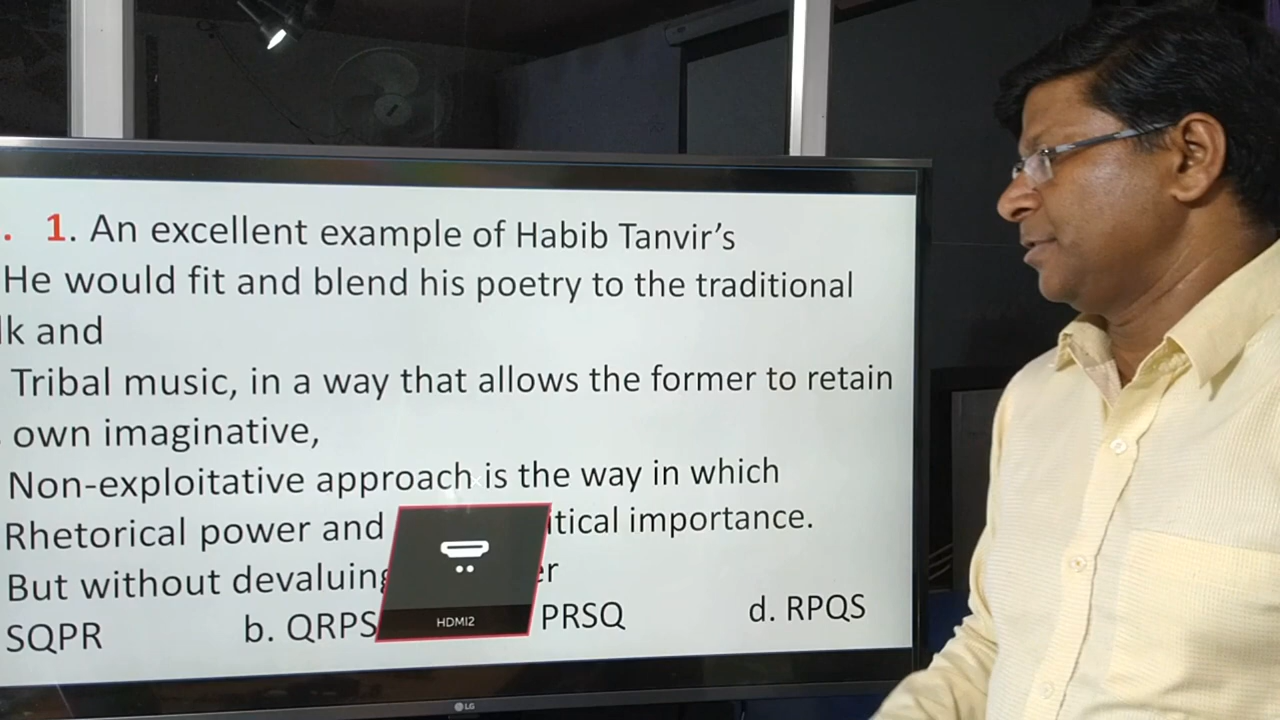 . 1. An excellent example of Habib Tanvir's
He would fit and blend his poetry to the traditional
lk and
Tribal music, in a way that allows the former to retain
own imaginative,
Non-exploitative approach is the way in which
Rhetorical power and itical importance.
But without devaluing er
SQPR b. QRPS PRSQ d. RPQS
HDMI2
LG